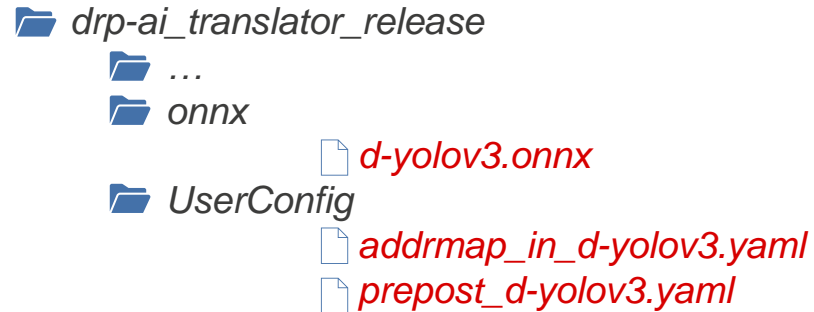 drp-ai_translator_release
…
onnx
d-yolov3.onnx
UserConfig
addrmap_in_d-yolov3.yaml
prepost_d-yolov3.yaml